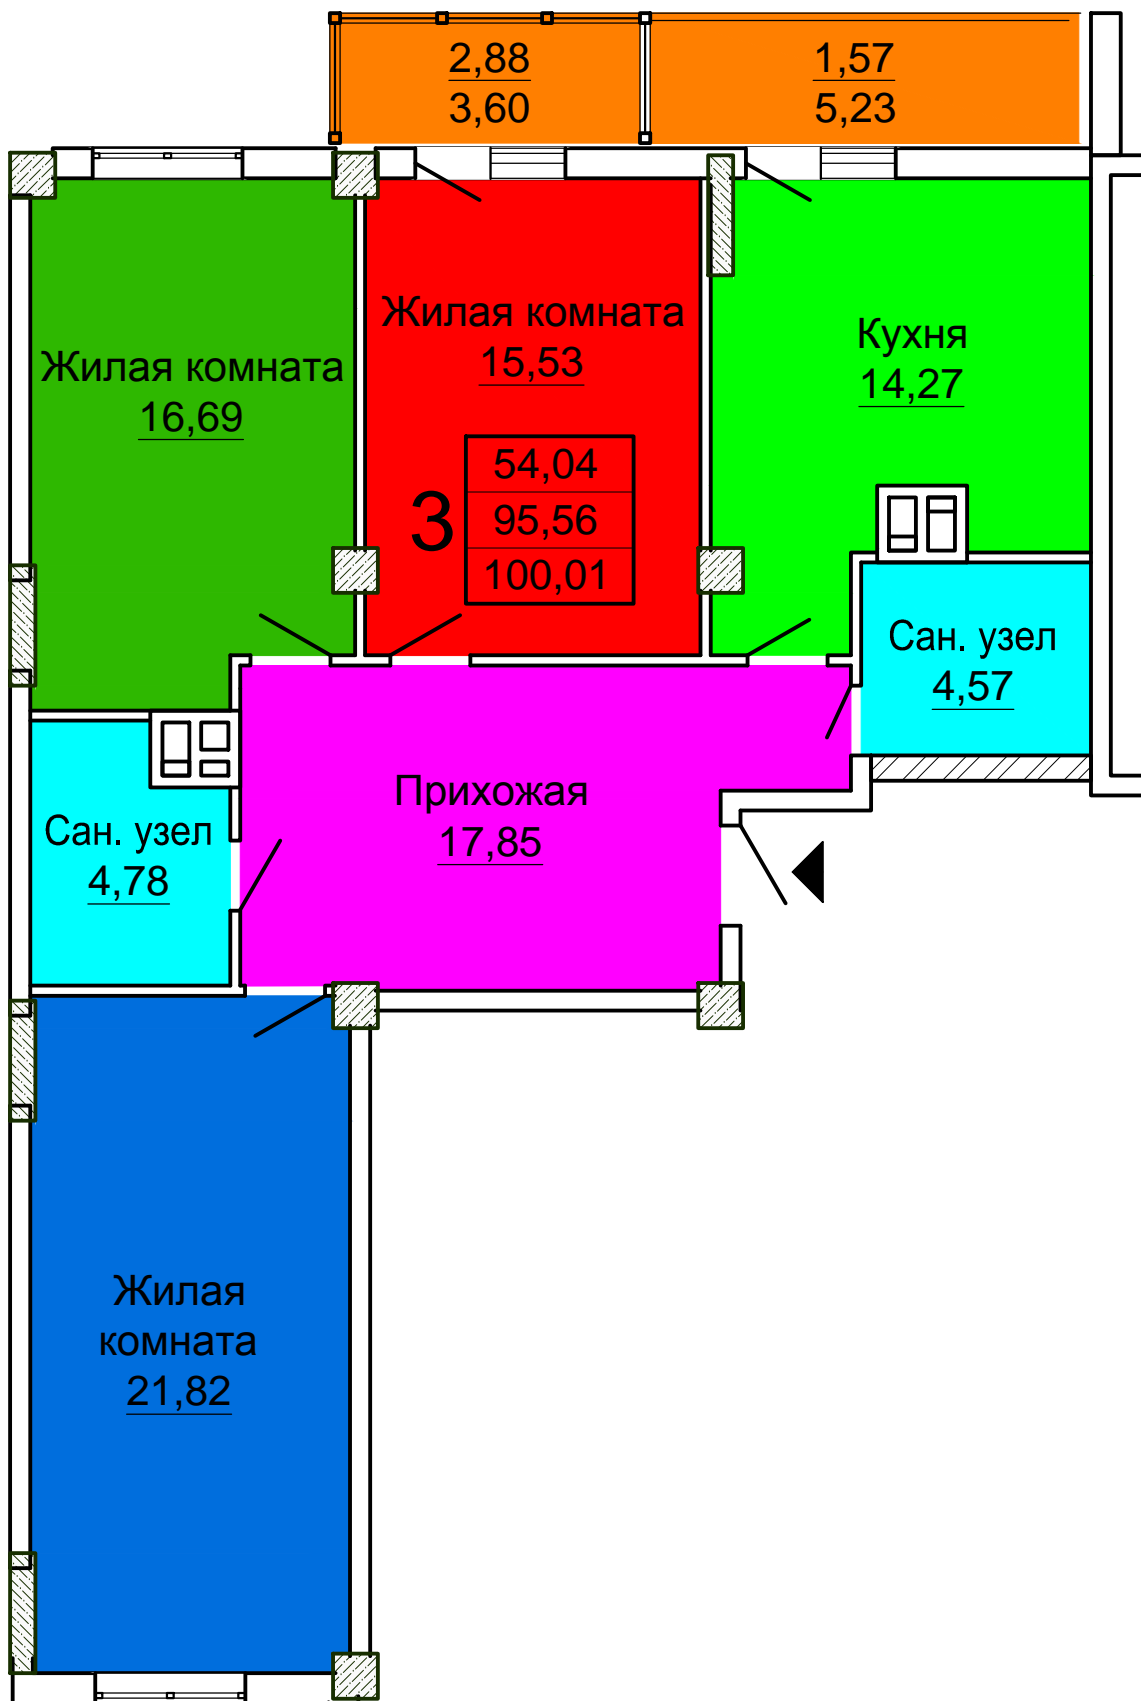 2,88
3,60
1,57
5,23
Жилая комната
16,69
Жилая комната
15,53
Кухня
14,27
3
54,04
95,56
100,01
Сан. узел
4,57
Прихожая
17,85
Сан. узел
4,78
Жилая
комната
21,82